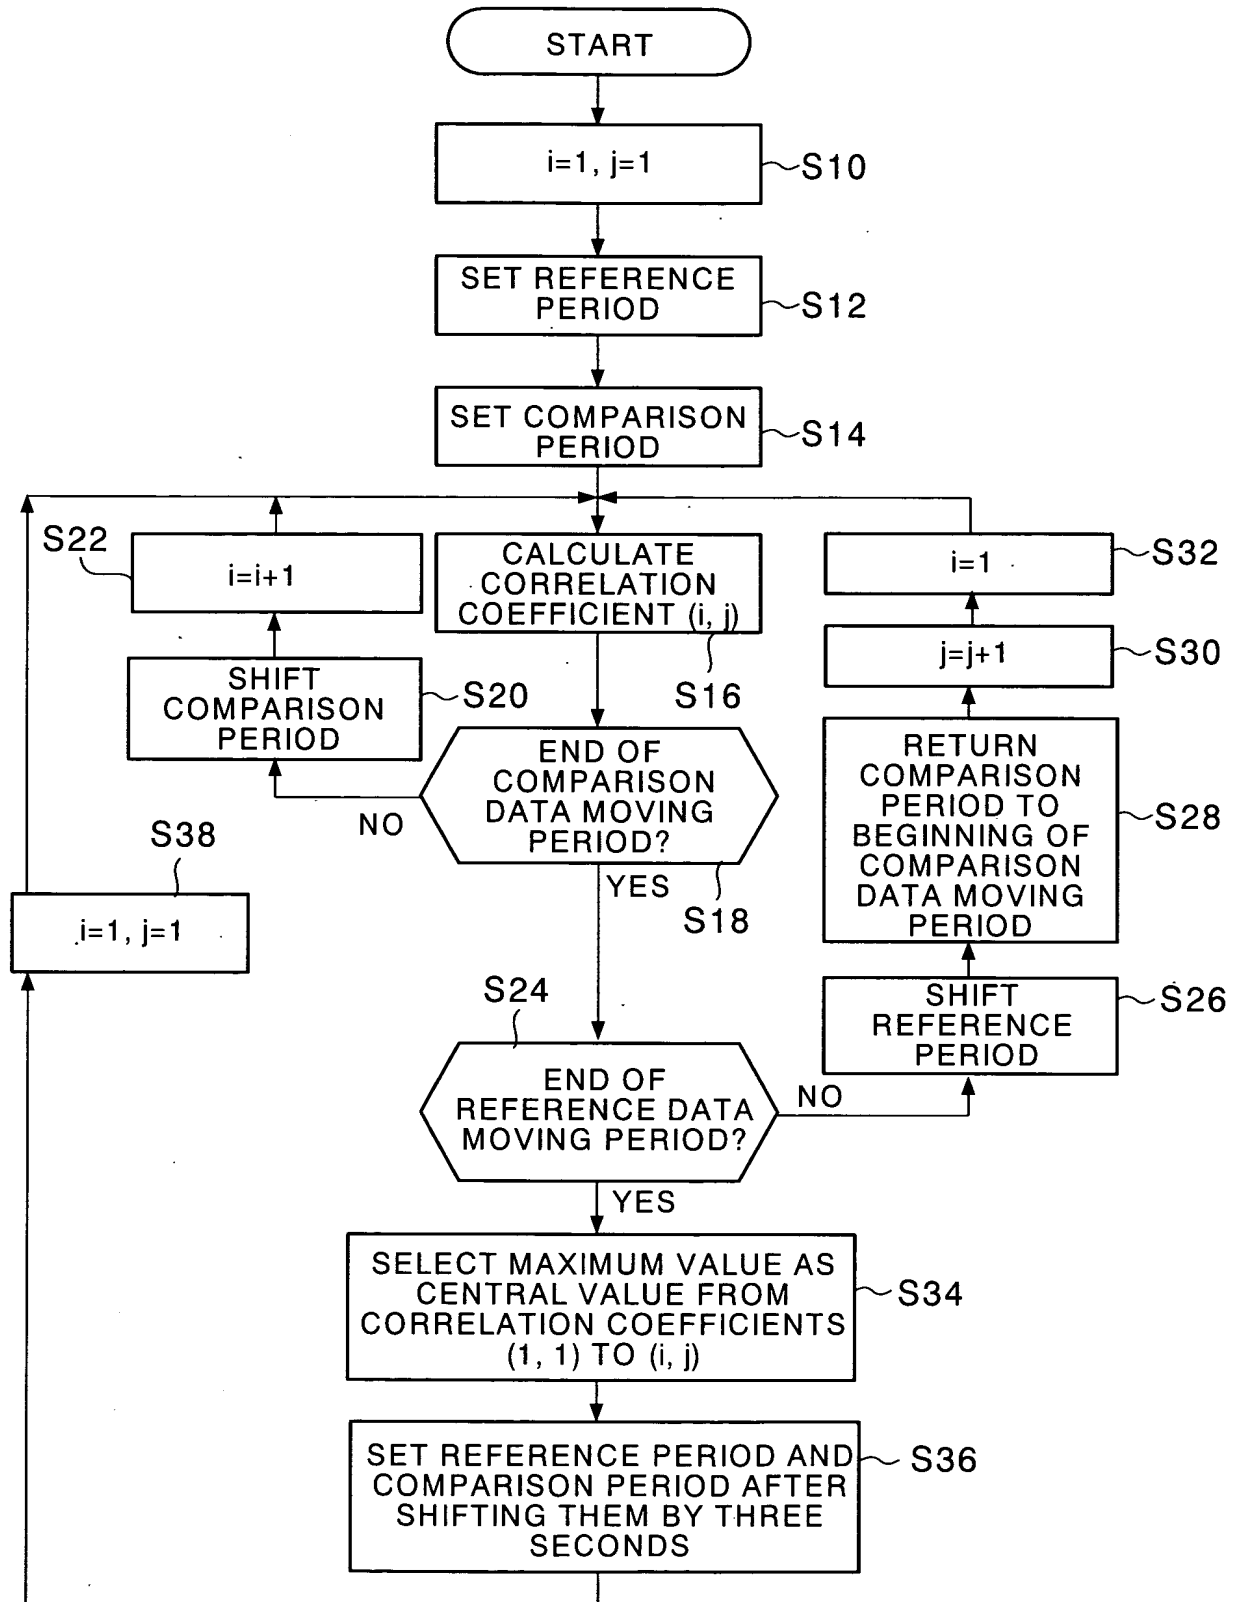 START
i=1, j=1
S10
SET REFERENCE
PERIOD
S12
SET COMPARISON
PERIOD
S14
S22
i=i+1
CALCULATE
CORRELATION
COEFFICIENT (i, j)
S16
i=1
S32
j=j+1
S30
SHIFT
COMPARISON
PERIOD
S20
END OF
COMPARISON
DATA MOVING
PERIOD?
NO
YES
S18
RETURN
COMPARISON
PERIOD TO
BEGINNING OF
COMPARISON
DATA MOVING
PERIOD
S28
S38
i=1, j=1
S24
SHIFT
REFERENCE
PERIOD
S26
END OF
REFERENCE DATA
MOVING PERIOD?
NO
YES
SELECT MAXIMUM VALUE AS
CENTRAL VALUE FROM
CORRELATION COEFFICIENTS
(1, 1) TO (i, j)
S34
SET REFERENCE PERIOD AND
COMPARISON PERIOD AFTER
SHIFTING THEM BY THREE
SECONDS
S36